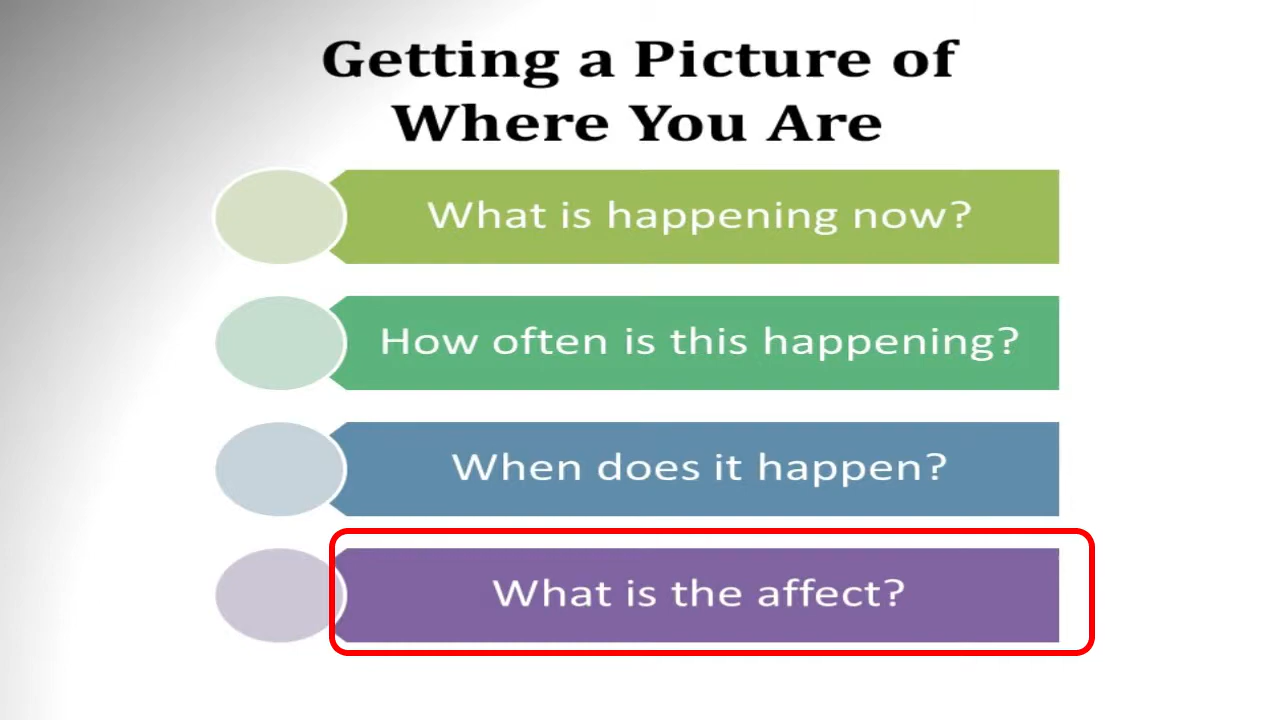 Getting a Picture of
Where You Are
What is happening now?
How often is this happening?
When does it happen?
What is the affect?